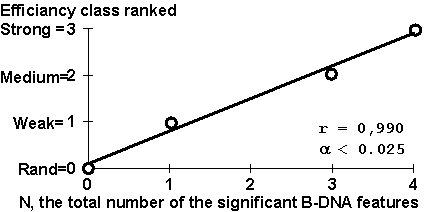 Efficiancy class ranked
Strong =3
Medium=2
Weak= 1
Rand=0
r = 0,990
α < 0.025
0 1 2 3 4
N, the total number of the significant B-DNA features